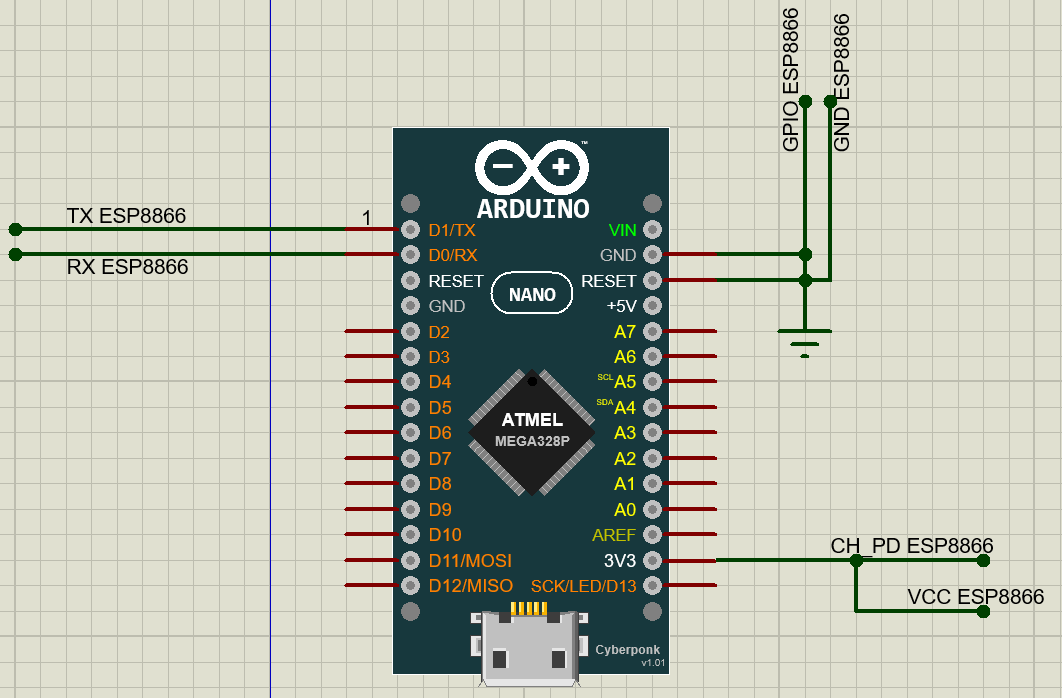 GPIO ESP8866
GND ESP8866
TX ESP8866
1
RX ESP8866
™
ARDUINO
D1/TX
VIN
D0/RX
GND
RESET
RESET
NANO
GND
+5V
D2
A7
D3
A6
D4
SCL A5
D5
SDA A4
ATMEL
MEGA328P
D6
A3
D7
A2
D8
A1
D9
A0
D10
AREF
D11/MOSI
3V3
D12/MISO
SCK/LED/D13
CH_PD ESP8866
VCC ESP8866
Cyberponk
v1.01